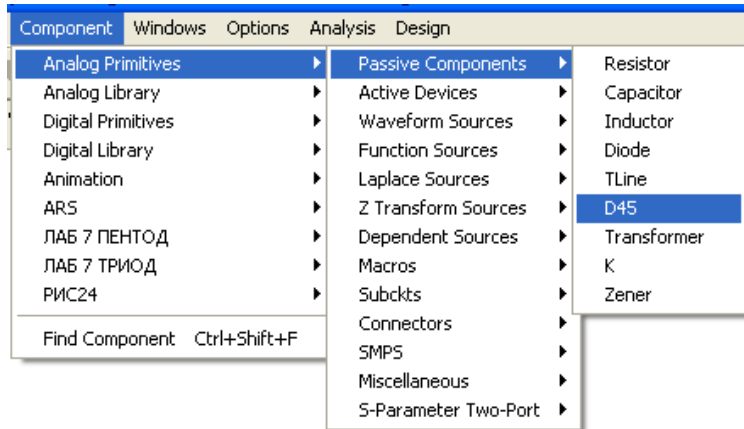 Component Windows Options Analysis Design
Analog Primitives
Analog Library
Digital Primitives
Digital Library
Animation
ARS
ЛАБ 7 ПЕНТОД
ЛАБ 7 ТРИОД
РИС24
Find Component Ctrl+Shift+F
Passive Components
Active Devices
Waveform Sources
Function Sources
Laplace Sources
Z Transform Sources
Dependent Sources
Macros
Subckts
Connectors
SMPS
Miscellaneous
S-Parameter Two-Port
Resistor
Capacitor
Inductor
Diode
TLine
D45
Transformer
K
Zener